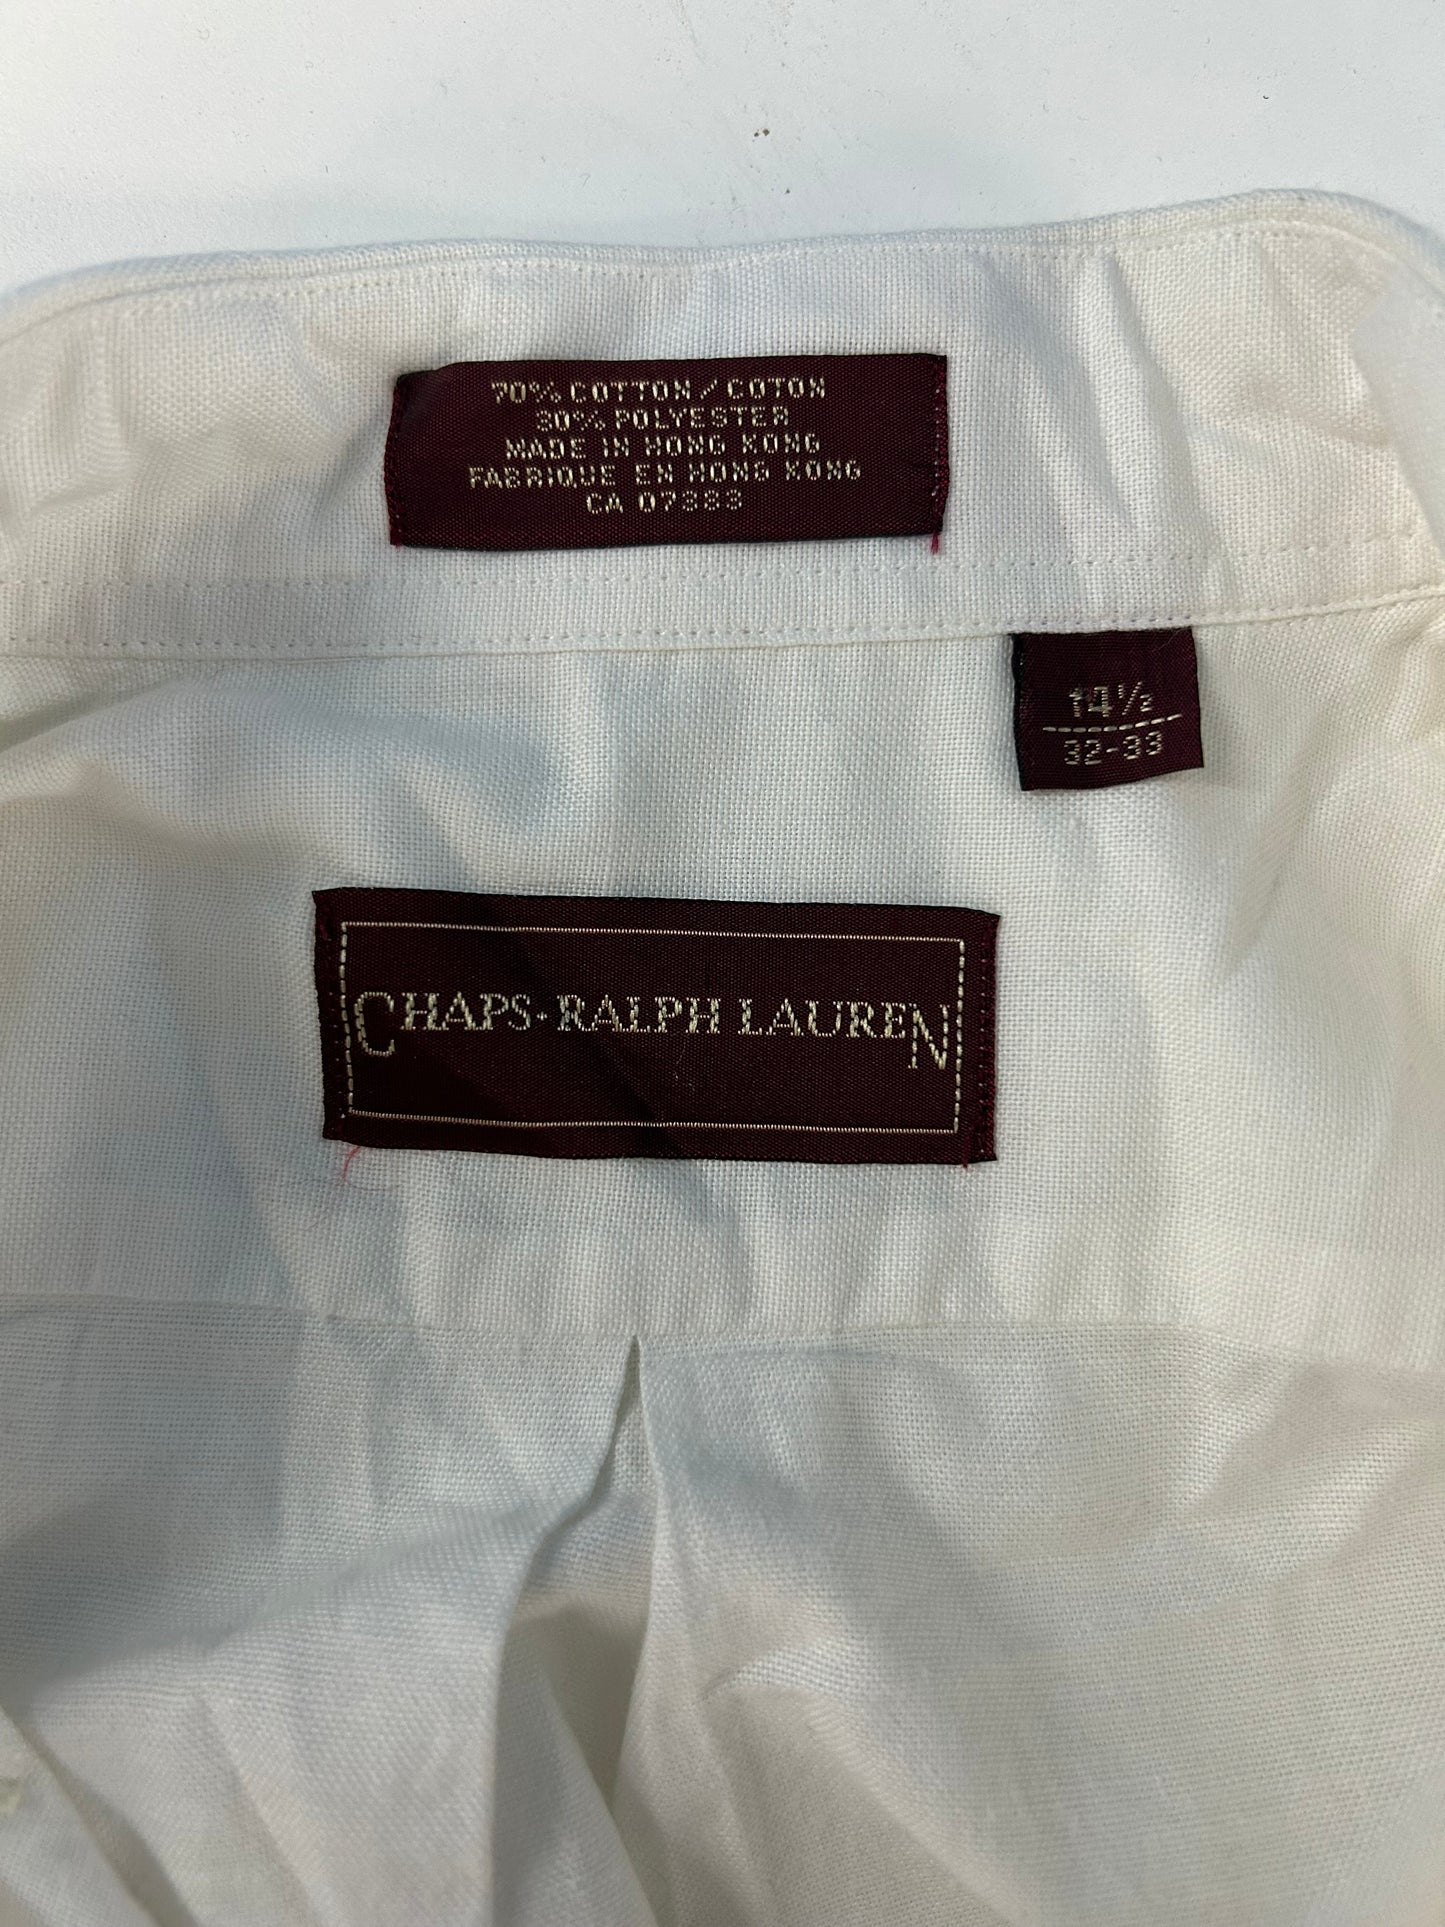 70% COTTON / COTON
30% POLYESTER
MADE IN HONG KONG
FABRIQUE EN HONG KONG
CA 07333
14½
32-33
CHAPS·RALPH LAUREN